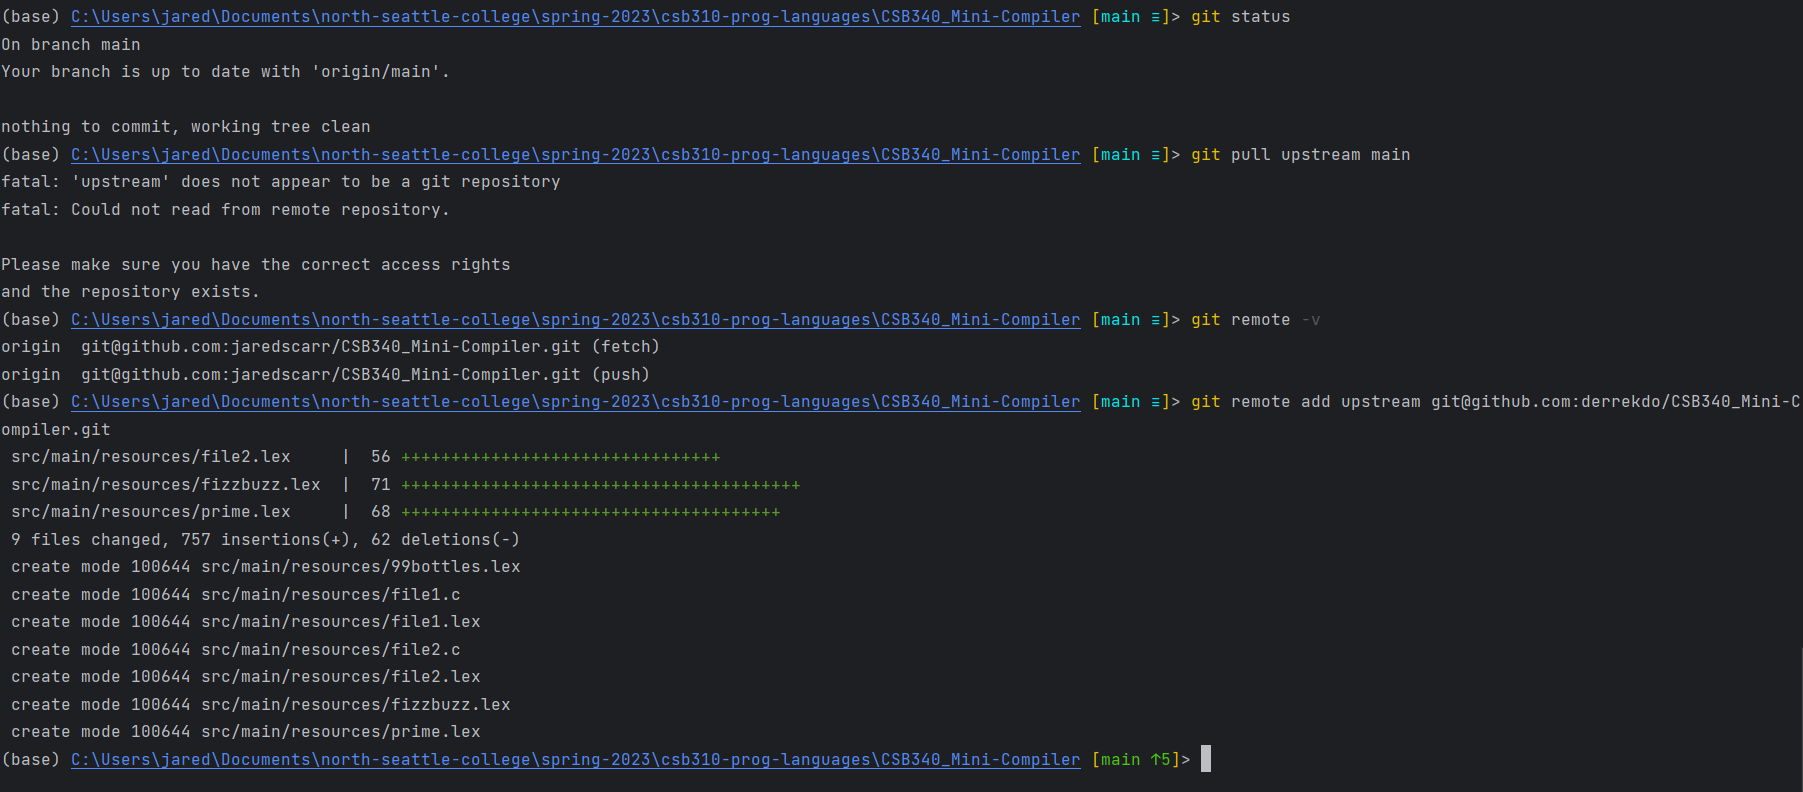 (base) C:\Users\jared\Documents\north-seattle-college\spring-2023\csb310-prog-languages\CSB340_Mini-Compiler [main ≡]> git status
On branch main
Your branch is up to date with 'origin/main'.
nothing to commit, working tree clean
(base) C:\Users\jared\Documents\north-seattle-college\spring-2023\csb310-prog-languages\CSB340_Mini-Compiler [main ≡]> git pull upstream main
fatal: 'upstream' does not appear to be a git repository
fatal: Could not read from remote repository.
Please make sure you have the correct access rights
and the repository exists.
(base) C:\Users\jared\Documents\north-seattle-college\spring-2023\csb310-prog-languages\CSB340_Mini-Compiler [main ≡]> git remote -v
origin  git@github.com:jaredscarr/CSB340_Mini-Compiler.git (fetch)
origin  git@github.com:jaredscarr/CSB340_Mini-Compiler.git (push)
(base) C:\Users\jared\Documents\north-seattle-college\spring-2023\csb310-prog-languages\CSB340_Mini-Compiler [main ≡]> git remote add upstream git@github.com:derrekdo/CSB340_Mini-C
ompiler.git
 src/main/resources/file2.lex     |  56 ++++++++++++++++++++++++++++++++
 src/main/resources/fizzbuzz.lex  |  71 ++++++++++++++++++++++++++++++++++++++++
 src/main/resources/prime.lex     |  68 ++++++++++++++++++++++++++++++++++++++
 9 files changed, 757 insertions(+), 62 deletions(-)
 create mode 100644 src/main/resources/99bottles.lex
 create mode 100644 src/main/resources/file1.c
 create mode 100644 src/main/resources/file1.lex
 create mode 100644 src/main/resources/file2.c
 create mode 100644 src/main/resources/file2.lex
 create mode 100644 src/main/resources/fizzbuzz.lex
 create mode 100644 src/main/resources/prime.lex
(base) C:\Users\jared\Documents\north-seattle-college\spring-2023\csb310-prog-languages\CSB340_Mini-Compiler [main ↑5]>